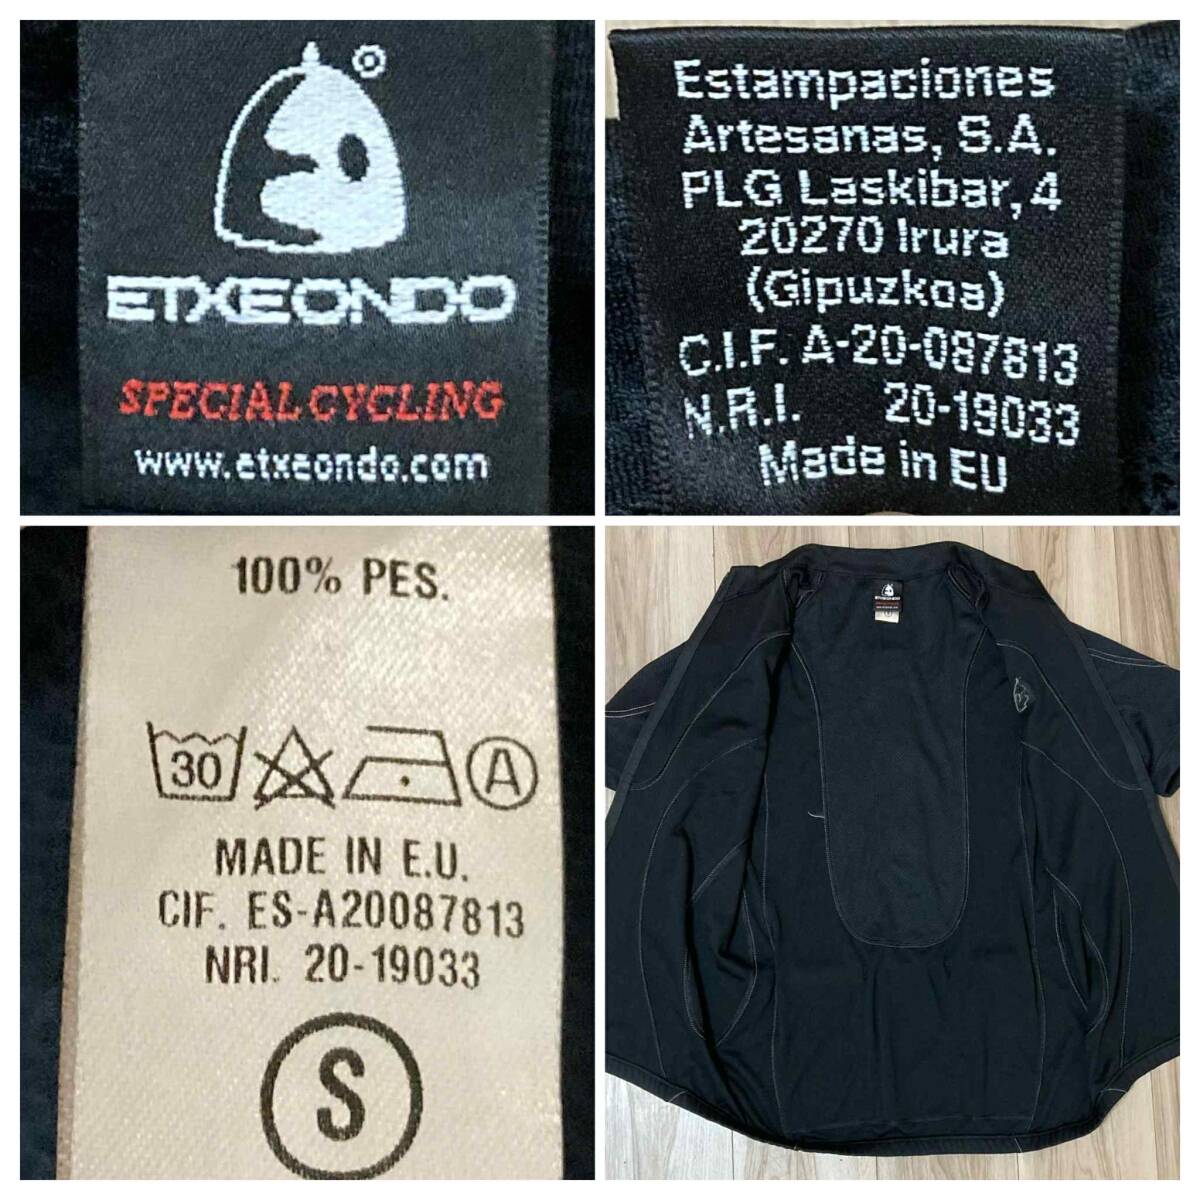 ®
ETXEONDO
SPECIAL CYCLING
www.etxeondo.com
Estampaciones
Artesanas, S.A.
PLG Laskibar, 4
20270 Irura
(Gipuzkoa)
C.I.F. A-20-087813
N.R.I. 20-19033
Made in EU
100% PES.
30 A
MADE IN E.U.
CIF. ES-A20087813
NRI. 20-19033
S
ETXEONDO